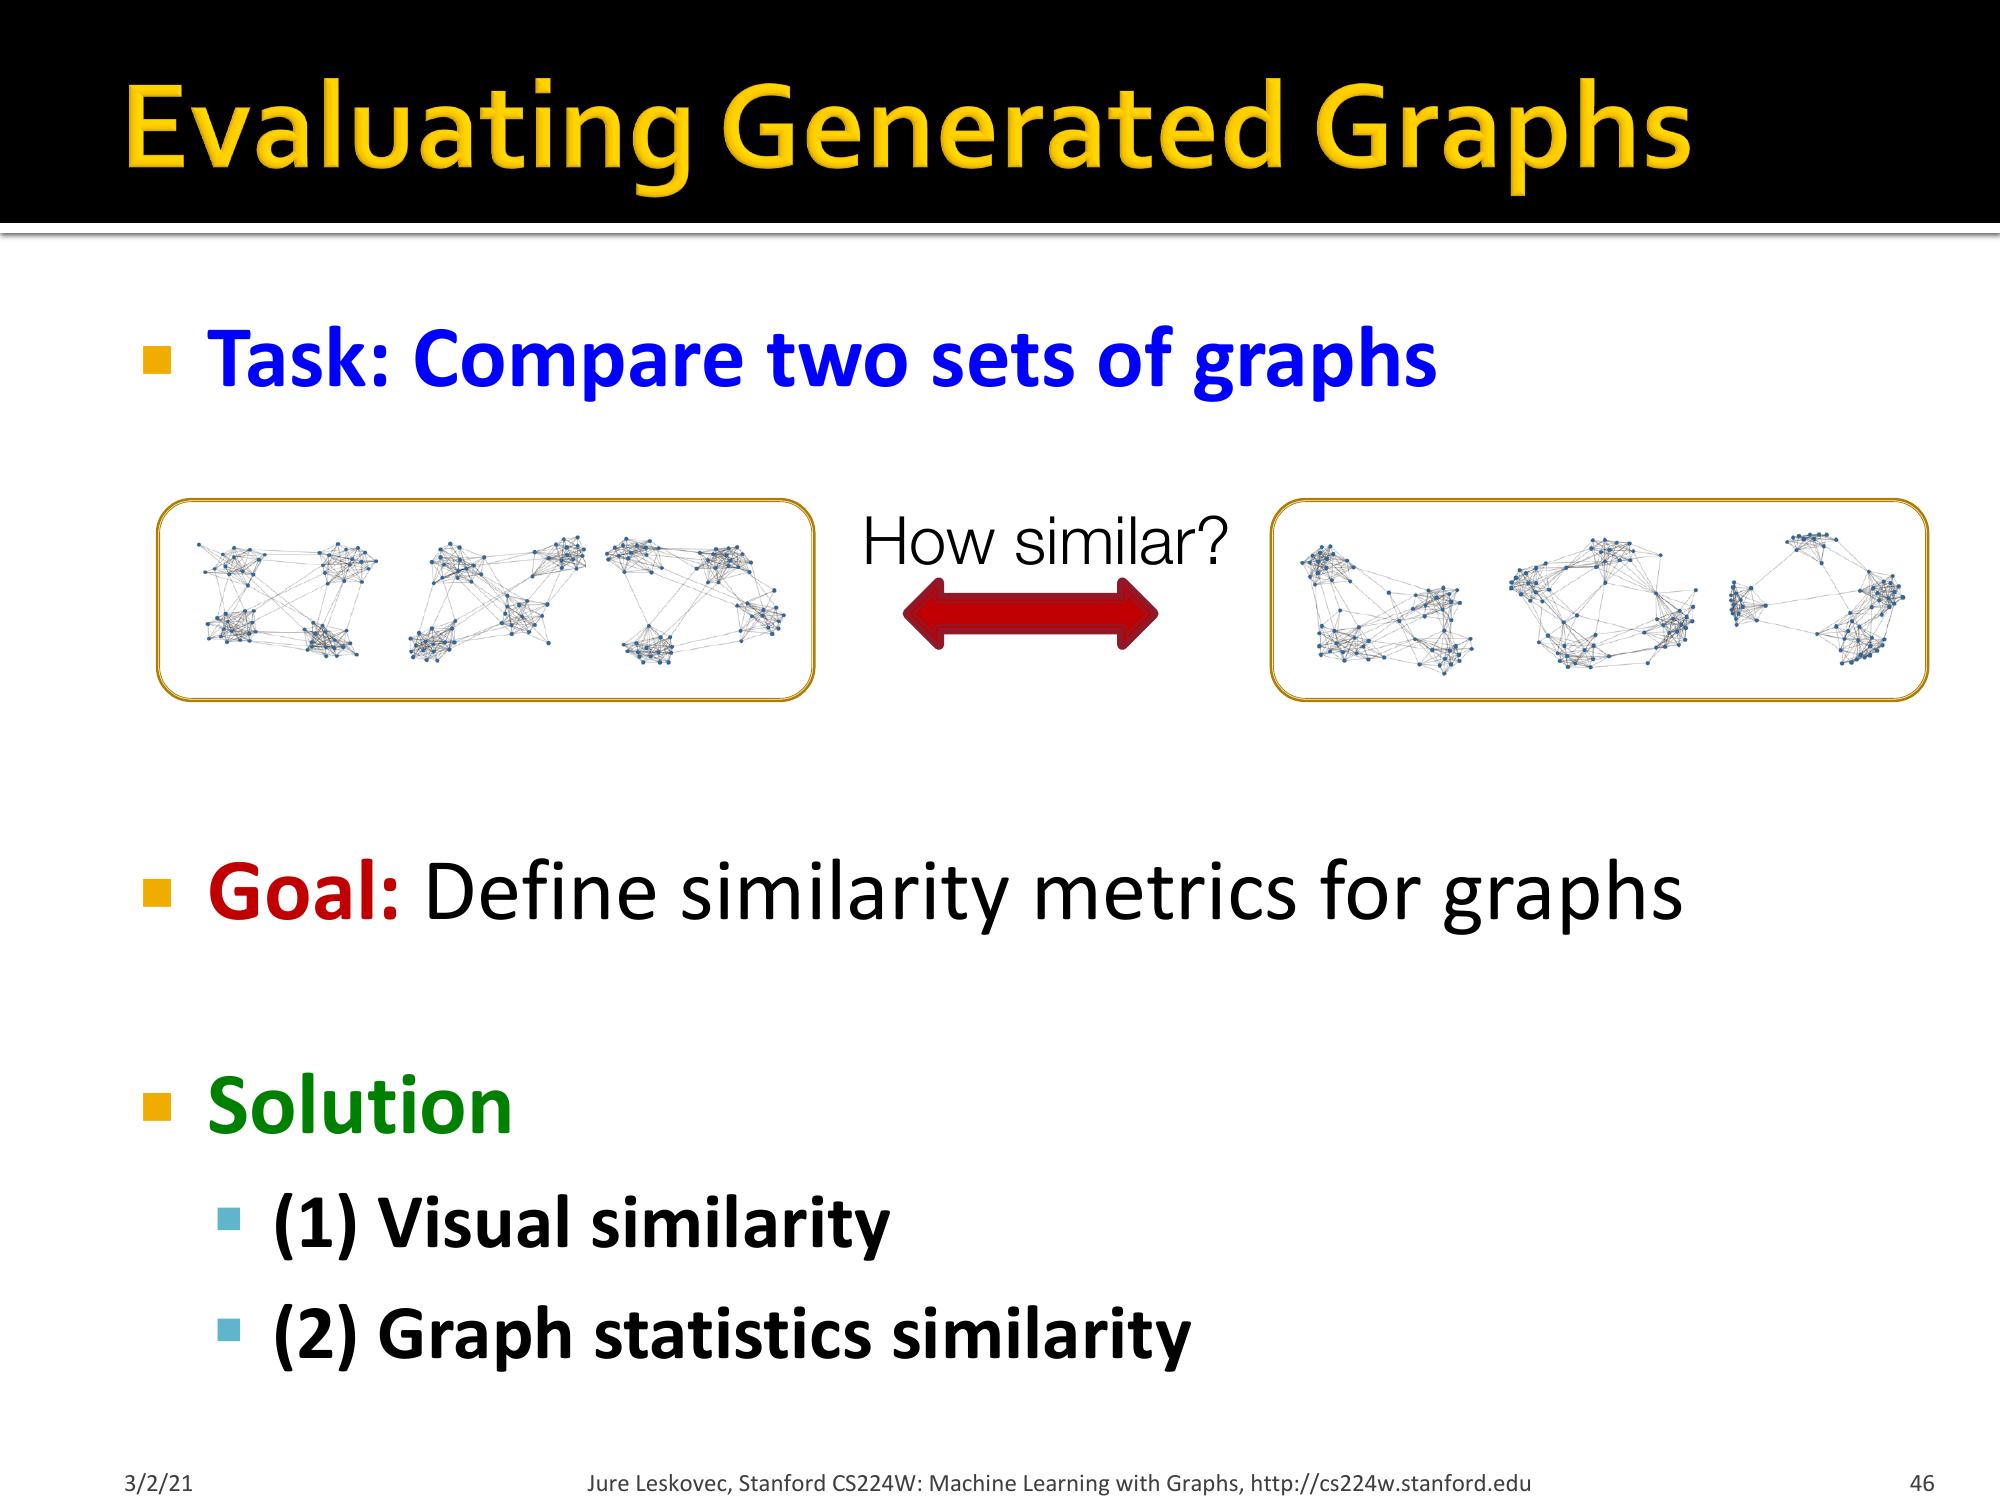 Evaluating Generated Graphs
Task: Compare two sets of graphs
How similar?
Goal: Define similarity metrics for graphs
Solution
(1) Visual similarity
(2) Graph statistics similarity
3/2/21
Jure Leskovec, Stanford CS224W: Machine Learning with Graphs, http://cs224w.stanford.edu
46